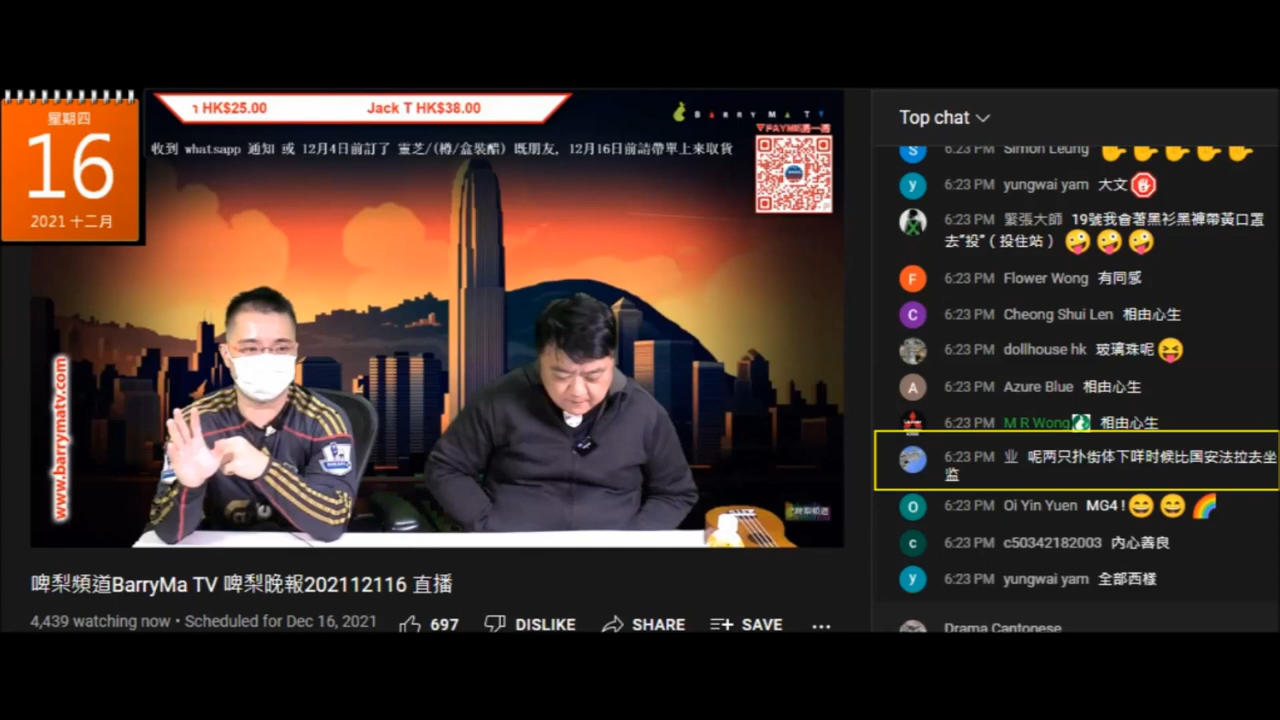 星期四
16
2021 十二月
HK$25.00
Jack T HK$38.00
BARRY MA TV
收到 whatsapp 通知 或 12月4日前訂了 靈芝/(樽/盒裝醋) 既朋友, 12月16日前請帶單上來取貨
www.barrymatv.com
啤梨頻道BarryMa TV 啤梨晚報202112116 直播
4,439 watching now • Scheduled for Dec 16, 2021
697
DISLIKE
SHARE
SAVE
Top chat
6:23 PM Simon Leung
6:23 PM yungwai yam 大文
6:23 PM 緊張大師 19號我會著黑衫黑褲帶黃口罩
去"投" ( 投住站 )
6:23 PM Flower Wong 有同感
6:23 PM Cheong Shui Len 相由心生
6:23 PM dollhouse hk 玻璃珠呢
6:23 PM Azure Blue 相由心生
6:23 PM M R Wong 相由心生
6:23 PM 业 呢两只扑街体下咩时候比国安法拉去坐
监
6:23 PM Oi Yin Yuen MG4 !
6:23 PM c50342182003 內心善良
6:23 PM yungwai yam 全部西樣
Drama Cantonese